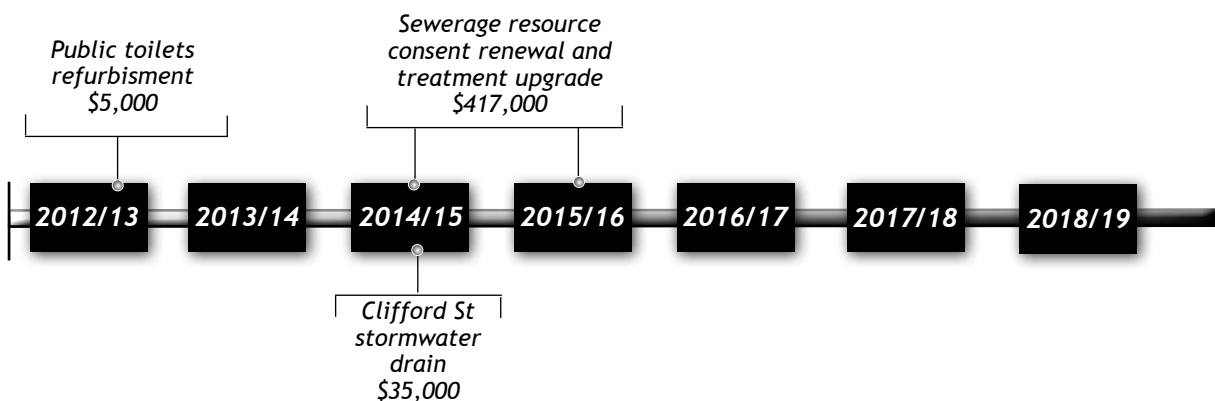 Public toilets
refurbisment
$5,000
Sewerage resource
consent renewal and
treatment upgrade
$417,000
2012/13
2013/14
2014/15
2015/16
2016/17
2017/18
2018/19
Clifford St
stormwater
drain
$35,000